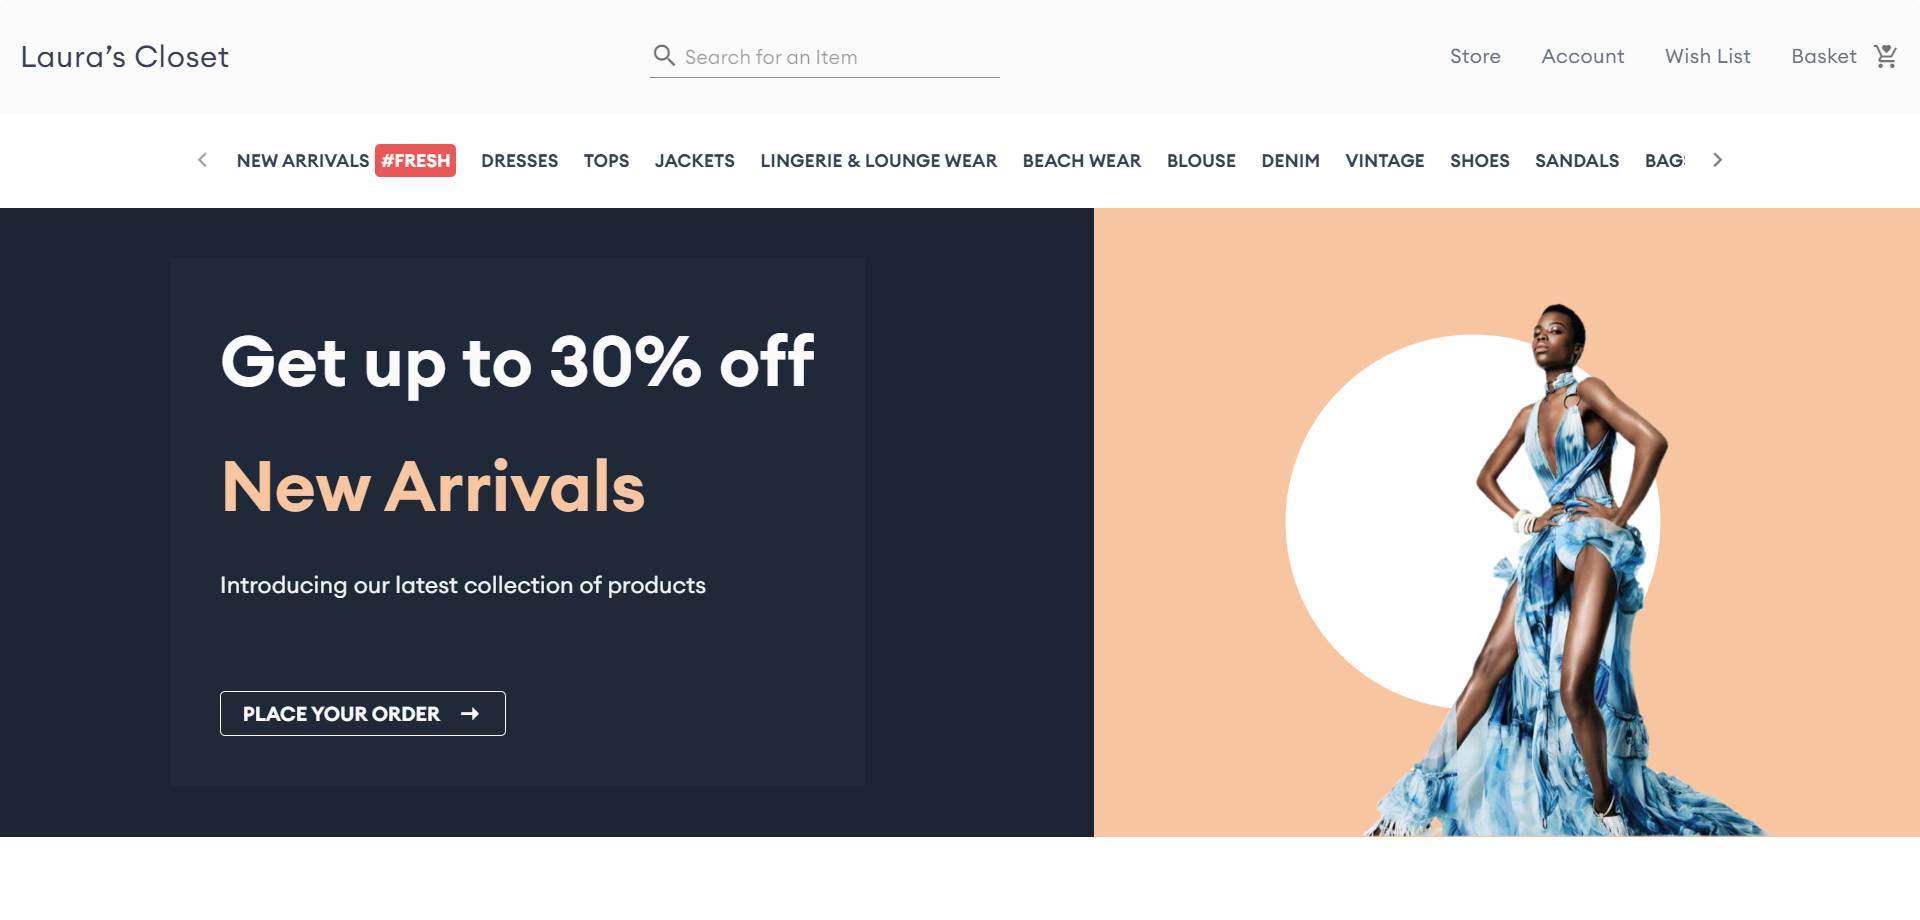 Laura’s Closet
Search for an Item
Store Account Wish List Basket
NEW ARRIVALS #FRESH DRESSES TOPS JACKETS LINGERIE & LOUNGE WEAR BEACH WEAR BLOUSE DENIM VINTAGE SHOES SANDALS BAG
Get up to 30% off
New Arrivals
Introducing our latest collection of products
PLACE YOUR ORDER